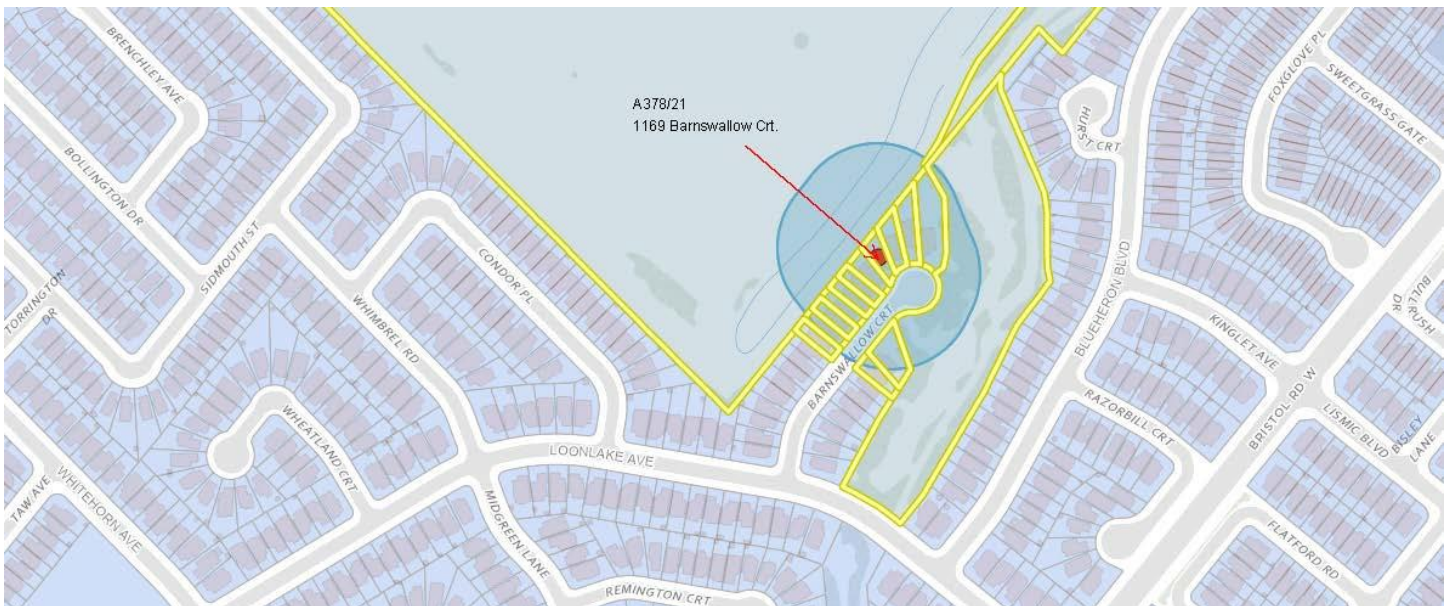 BRENCHLEY AVE
FOXGLOVE PL
SWEETGRASS GATE
A378/21
1169 Barnswallow Crt.
HURST CRT
BOLLINGTON DR
SIDMOUTH ST
CONDOR PL
TORRINGTON
DR
WHIMBREL RD
BLUEHERON BLVD
BULLRUSH
DR
KINGLET AVE
BARNSWALLOW CRT
RAZORBILL CRT
BRISTOL RD W
LISMIC BLVD
BISLEY
LANE
WHEATLAND CRT
LOONLAKE AVE
TAW AVE
WHITEHORN AVE
MIDGREEN LANE
FLATFORD RD
REMINGTON CRT